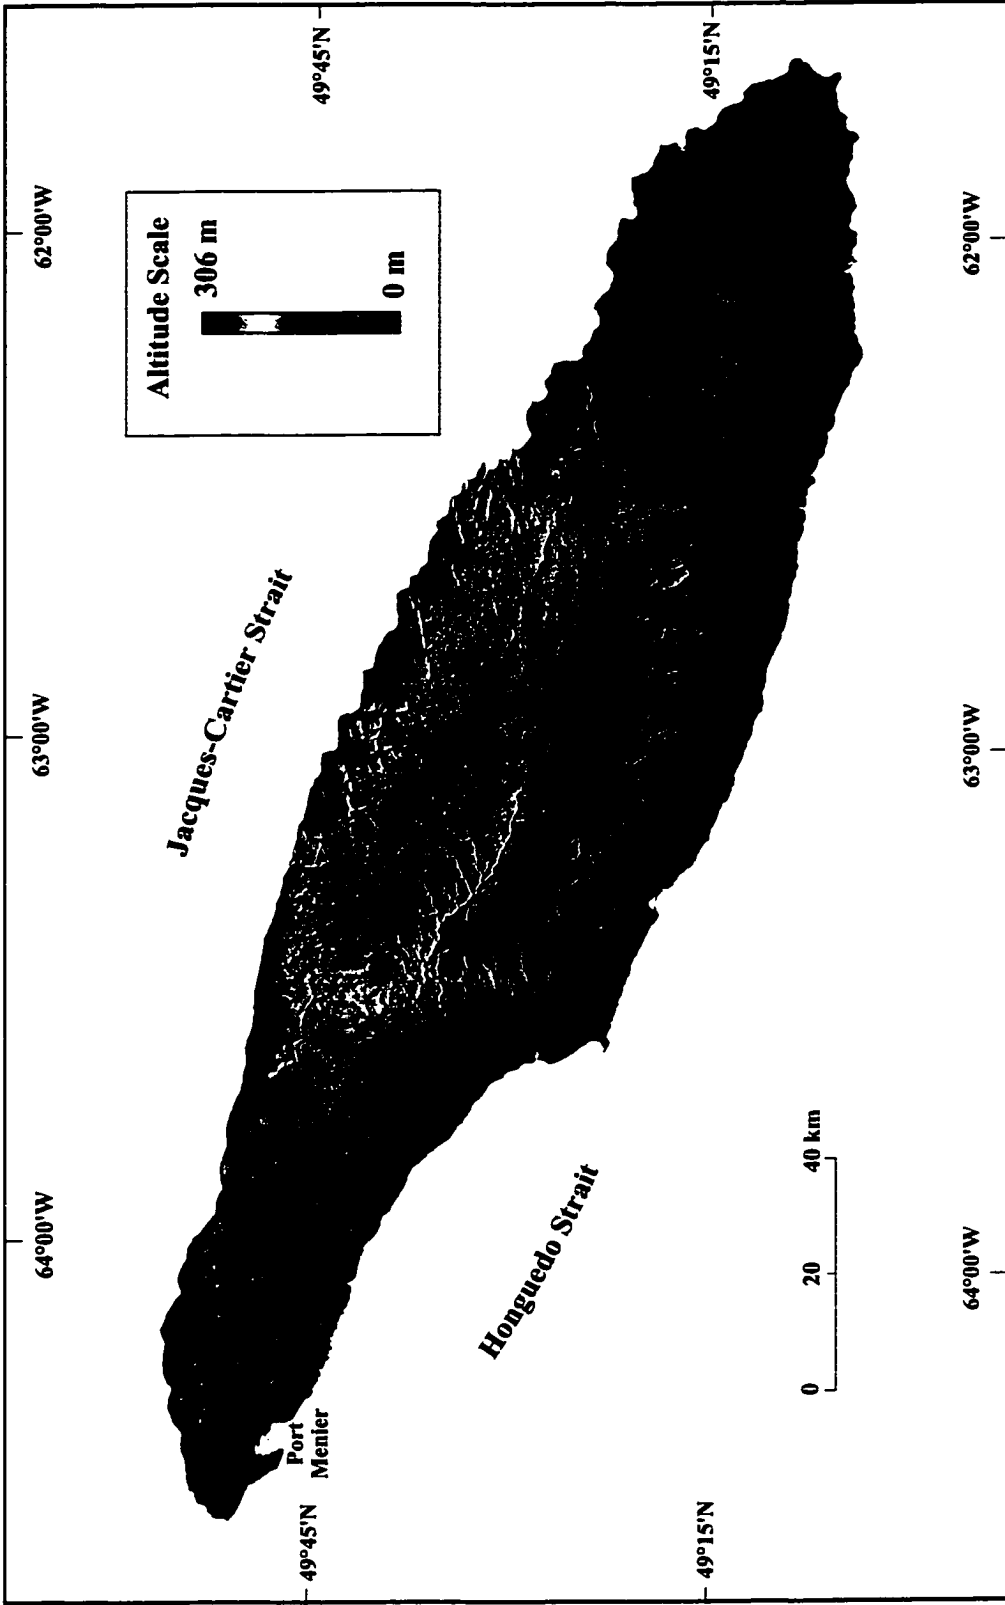 64°00'W
63°00'W
62°00'W
49°45'N
49°45'N
Jacques-Cartier Strait
Altitude Scale
306 m
0 m
Port
Menier
Honguedo Strait
49°15'N
49°15'N
0 20 40 km
64°00'W
63°00'W
62°00'W